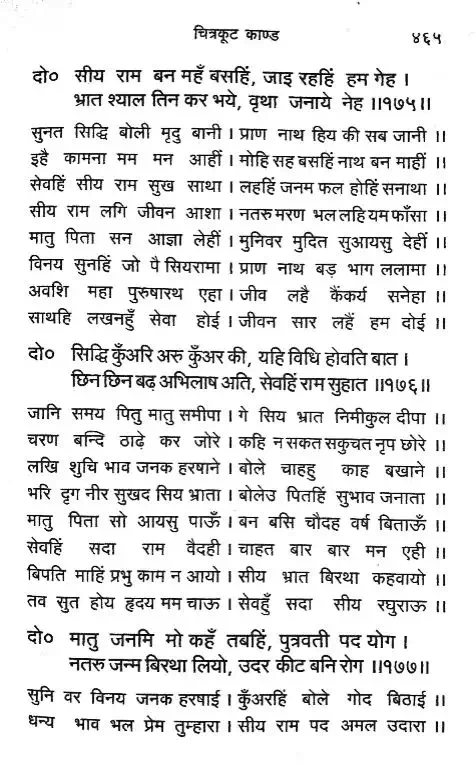 चित्रकूट काण्ड ४६५
दो० सीय राम बन महँ बसहिं, जाइ रहहिं हम गेह ।
भ्रात श्याल तिन कर भये, वृथा जनाये नेह ।।१७५।।
सुनत सिद्धि बोली मृदु बानी । प्राण नाथ हिय की सब जानी ।।
इहै कामना मम मन आहीं । मोहि सह बसहिं नाथ बन माहीं ।।
सेवहिं सीय राम सुख साथा । लहहिं जनम फल होहिं सनाथा ।।
सीय राम लगि जीवन आशा । नतरु मरण भल लहि यम फाँसा ।।
मातु पिता सन आज्ञा लेहीं । मुनिवर मुदित सुआयसु देहीं ।।
विनय सुनहिं जो पै सियरामा । प्राण नाथ बड़ भाग ललामा ।।
अवशि महा पुरुषारथ एहा । जीव लहै कैंकर्य सनेहा ।।
साथहि लखनहुँ सेवा होई । जीवन सार लहैं हम दोई ।।
दो० सिद्धि कुँअरि अरु कुँअर की, यहि विधि होवति बात ।
छिन छिन बढ़ अभिलाष अति, सेवहिं राम सुहात ।।१७६।।
जानि समय पितु मातु समीपा । गे सिय भ्रात निमीकुल दीपा ।।
चरण बन्दि ठाढ़े कर जोरे । कहि न सकत सकुचत नृप छोरे ।।
लखि शुचि भाव जनक हरषाने । बोले चाहहु काह बखाने ।।
भरि दृग नीर सुखद सिय भ्राता । बोलेउ पितहिं सुभाव जनाता ।।
मातु पिता सो आयसु पाऊँ । बन बसि चौदह वर्ष बिताऊँ ।।
सेवहिं सदा राम वैदही । चाहत बार बार मन एही ।।
बिपति माहिं प्रभु काम न आयो । सीय भ्रात बिरथा कहवायो ।।
तव सुत होय हृदय मम चाऊ । सेवहुँ सदा सीय रघुराऊ ।।
दो० मातु जनमि मो कहँ तबहिं, पुत्रवती पद योग ।
नतरु जन्म बिरथा लियो, उदर कीट बनि रोग ।।१७७।।
सुनि वर विनय जनक हरषाई । कुँअरहिं बोले गोद बिठाई ।।
धन्य भाव भल प्रेम तुम्हारा । सीय राम पद अमल उदारा ।।